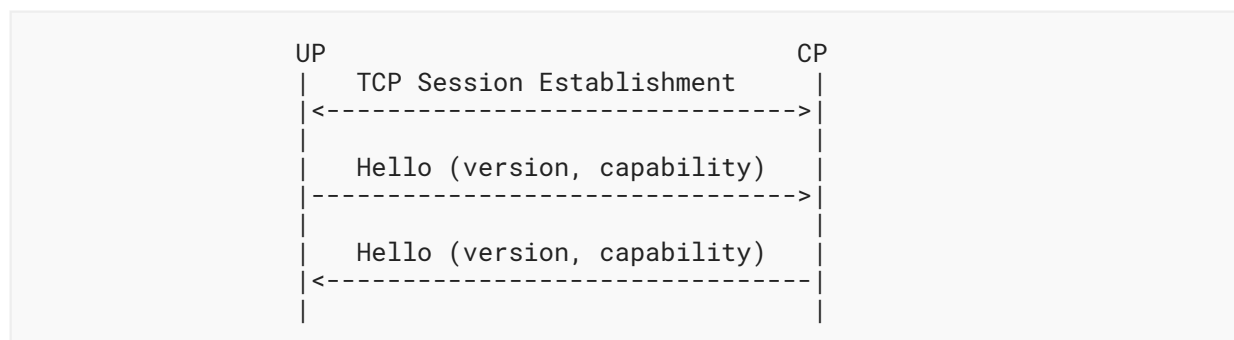 UP                              CP
|   TCP Session Establishment     |
|<------------------------------->|
|                                 |
|   Hello (version, capability)   |
|-------------------------------->|
|                                 |
|   Hello (version, capability)   |
|<--------------------------------|
|                                 |